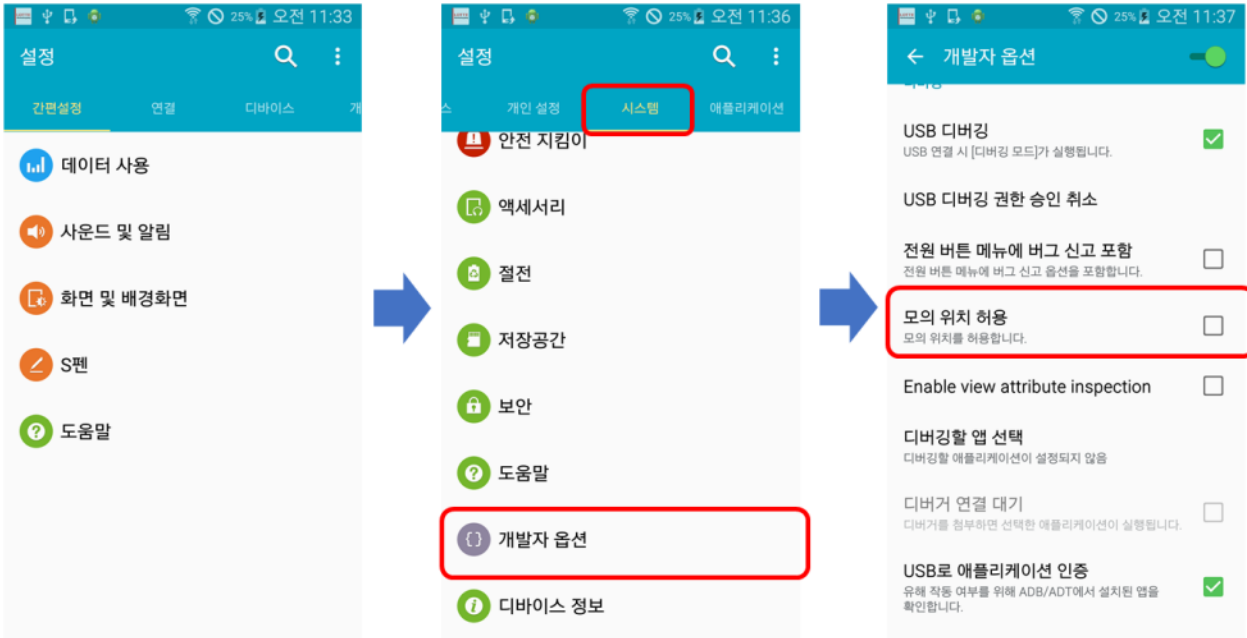 25% 오전 11:33
설정
간편설정 연결 디바이스 개
데이터 사용
사운드 및 알림
화면 및 배경화면
S펜
도움말
25% 오전 11:36
설정
스 개인 설정 시스템 애플리케이션
안전 지킴이
액세서리
절전
저장공간
보안
도움말
개발자 옵션
디바이스 정보
25% 오전 11:37
개발자 옵션
USB 디버깅
USB 연결 시 [디버깅 모드]가 실행됩니다.
USB 디버깅 권한 승인 취소
전원 버튼 메뉴에 버그 신고 포함
전원 버튼 메뉴에 버그 신고 옵션을 포함합니다.
모의 위치 허용
모의 위치를 허용합니다.
Enable view attribute inspection
디버깅할 앱 선택
디버깅할 애플리케이션이 설정되지 않음
디버거 연결 대기
디버거를 첨부하면 선택한 애플리케이션이 실행됩니다.
USB로 애플리케이션 인증
유해 작동 여부를 위해 ADB/ADT에서 설치된 앱을
확인합니다.